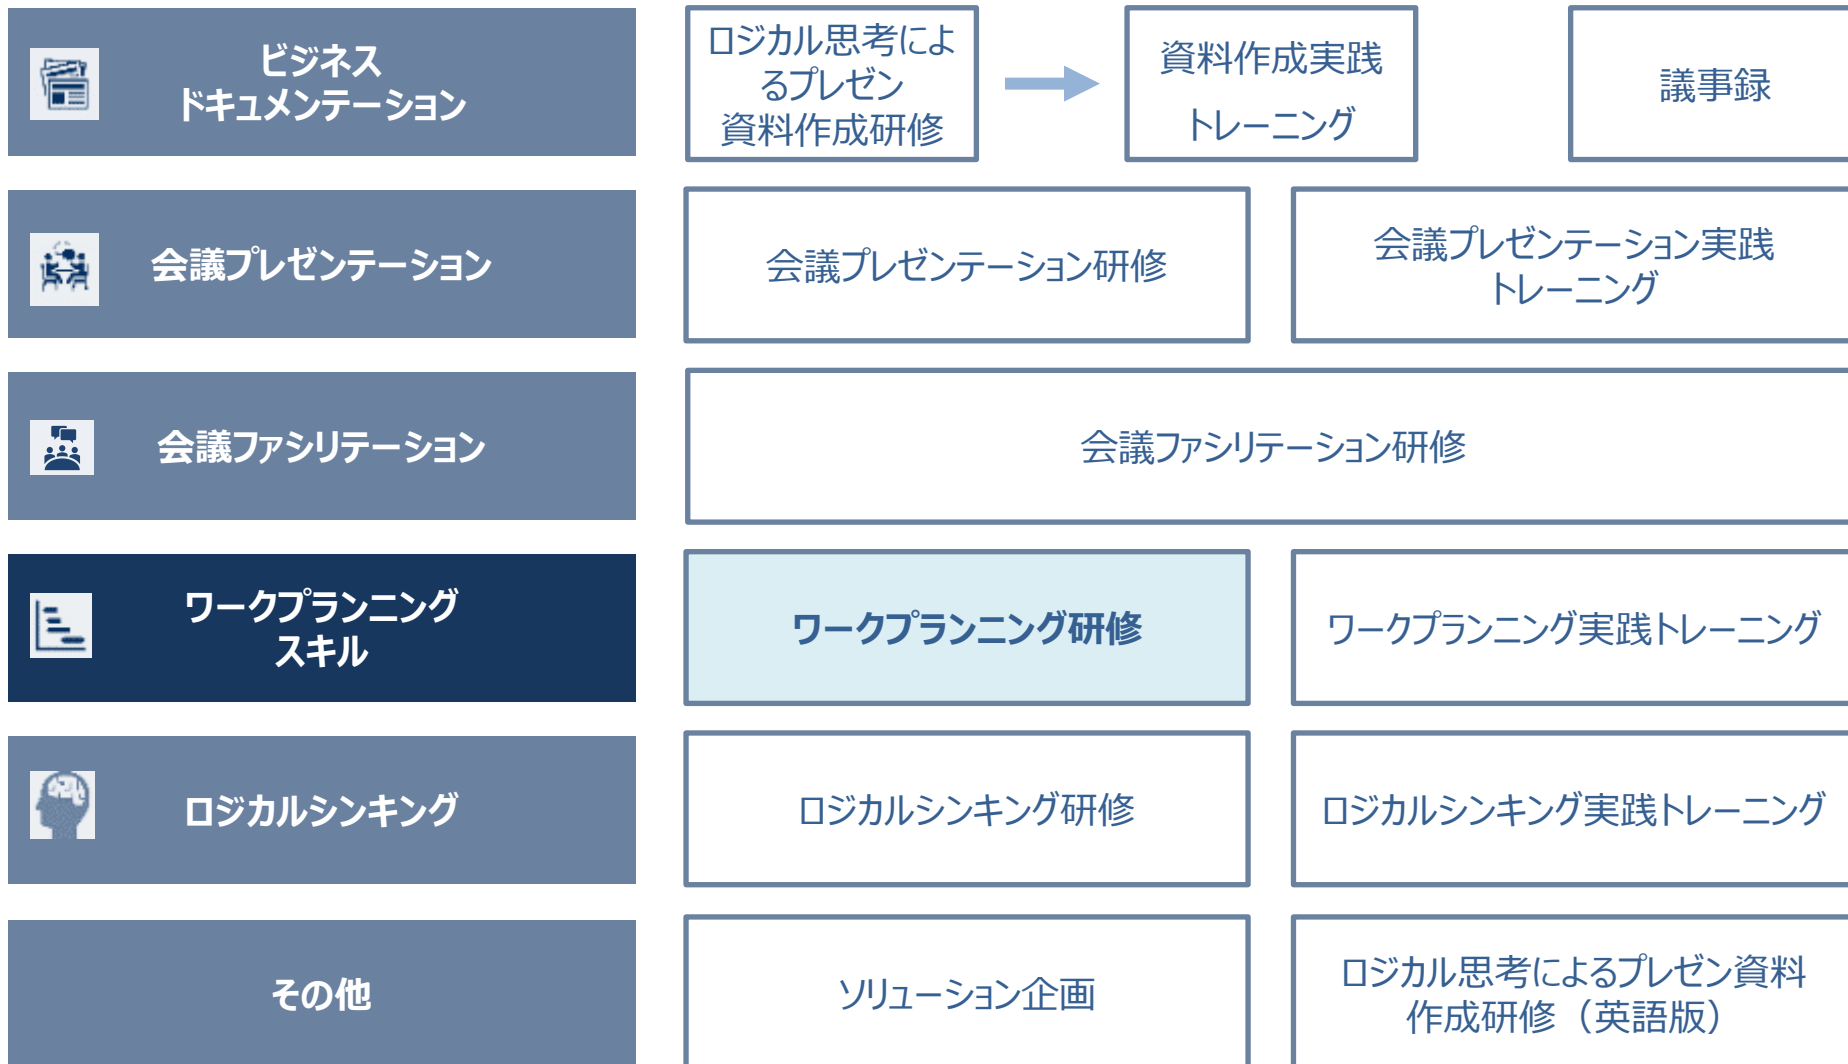 ビジネス
ドキュメンテーション
ロジカル思考によ
るプレゼン
資料作成研修
資料作成実践
トレーニング
議事録
会議プレゼンテーション
会議プレゼンテーション研修
会議プレゼンテーション実践
トレーニング
会議ファシリテーション
会議ファシリテーション研修
ワークプランニング
スキル
ワークプランニング研修
ワークプランニング実践トレーニング
ロジカルシンキング
ロジカルシンキング研修
ロジカルシンキング実践トレーニング
その他
ソリューション企画
ロジカル思考によるプレゼン資料
作成研修（英語版）